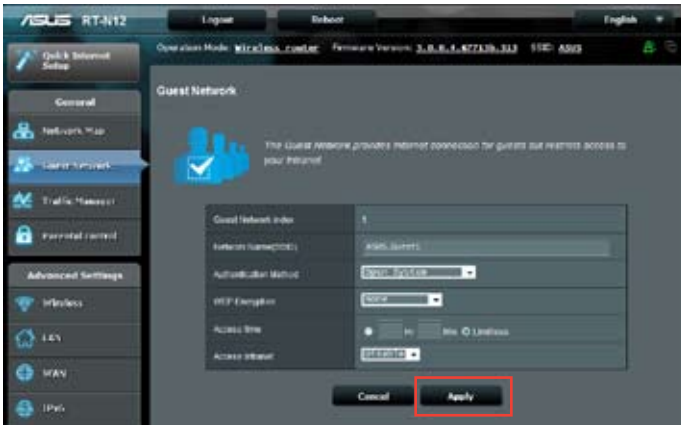 ASUS RT-N12
Logout
Reboot
English
Quick Internet Setup
Operation Mode: Wireless router Firmware Version: SSID: ASUS
Guest Network
General
Network Map
The Guest Network provides Internet connection for guests but restricts access to
your Intranet
Guest Network
Traffic Manager
Parental control
Guest Network index 1
Network Name(SSID) ASUS_Guest1
Authentication Method Open System
WEP Encryption None
Access time hr Min Limitless
Access Intranet
Advanced Settings
Wireless
LAN
WAN
IPv6
Cancel
Apply